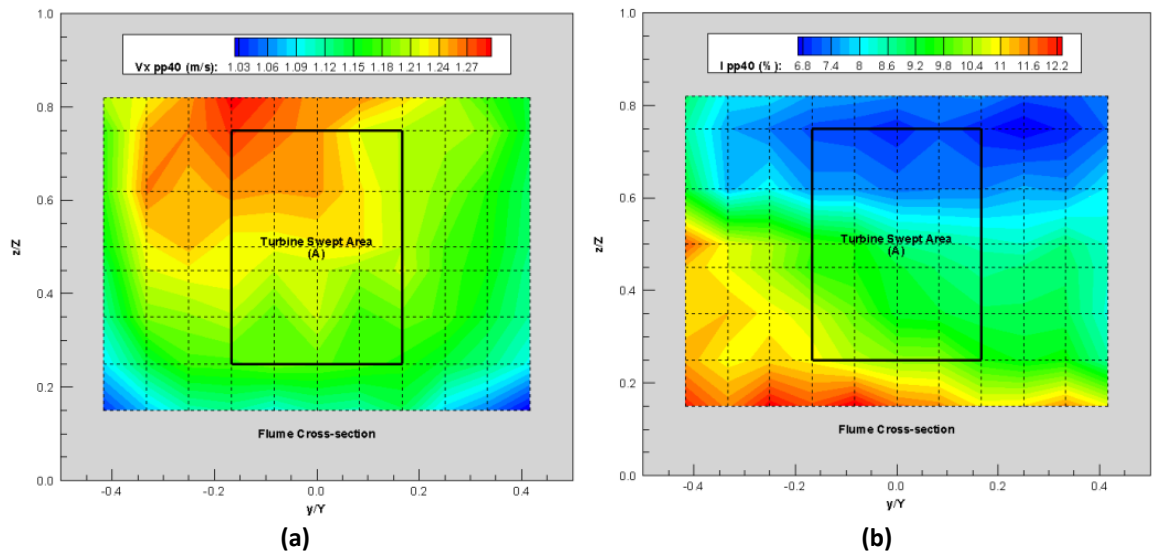 Vx pp40 (m/s): 1.03 1.06 1.09 1.12 1.15 1.18 1.21 1.24 1.27
1.0
0.8
0.6
0.4
0.2
0.0
z/Z
Turbine Swept Area
(A)
Flume Cross-section
-0.4 -0.2 0.0 0.2 0.4
y/Y
(a)
I pp40 (%): 6.8 7.4 8 8.6 9.2 9.8 10.4 11 11.6 12.2
1.0
0.8
0.6
0.4
0.2
0.0
z/Z
Turbine Swept Area
(A)
Flume Cross-section
-0.4 -0.2 0.0 0.2 0.4
y/Y
(b)